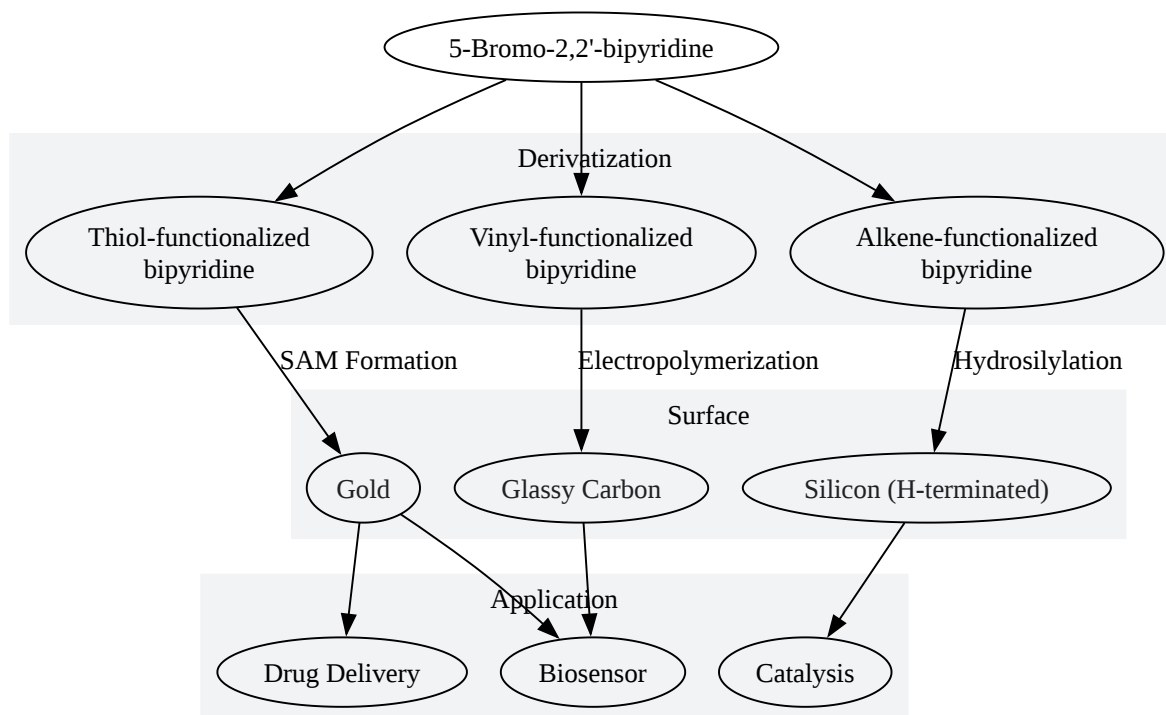 5-Bromo-2,2'-bipyridine
Derivatization
Thiol-functionalized
bipyridine
Vinyl-functionalized
bipyridine
Alkene-functionalized
bipyridine
SAM Formation
Electropolymerization
Hydrosilylation
Surface
Gold
Glassy Carbon
Silicon (H-terminated)
Application
Drug Delivery
Biosensor
Catalysis